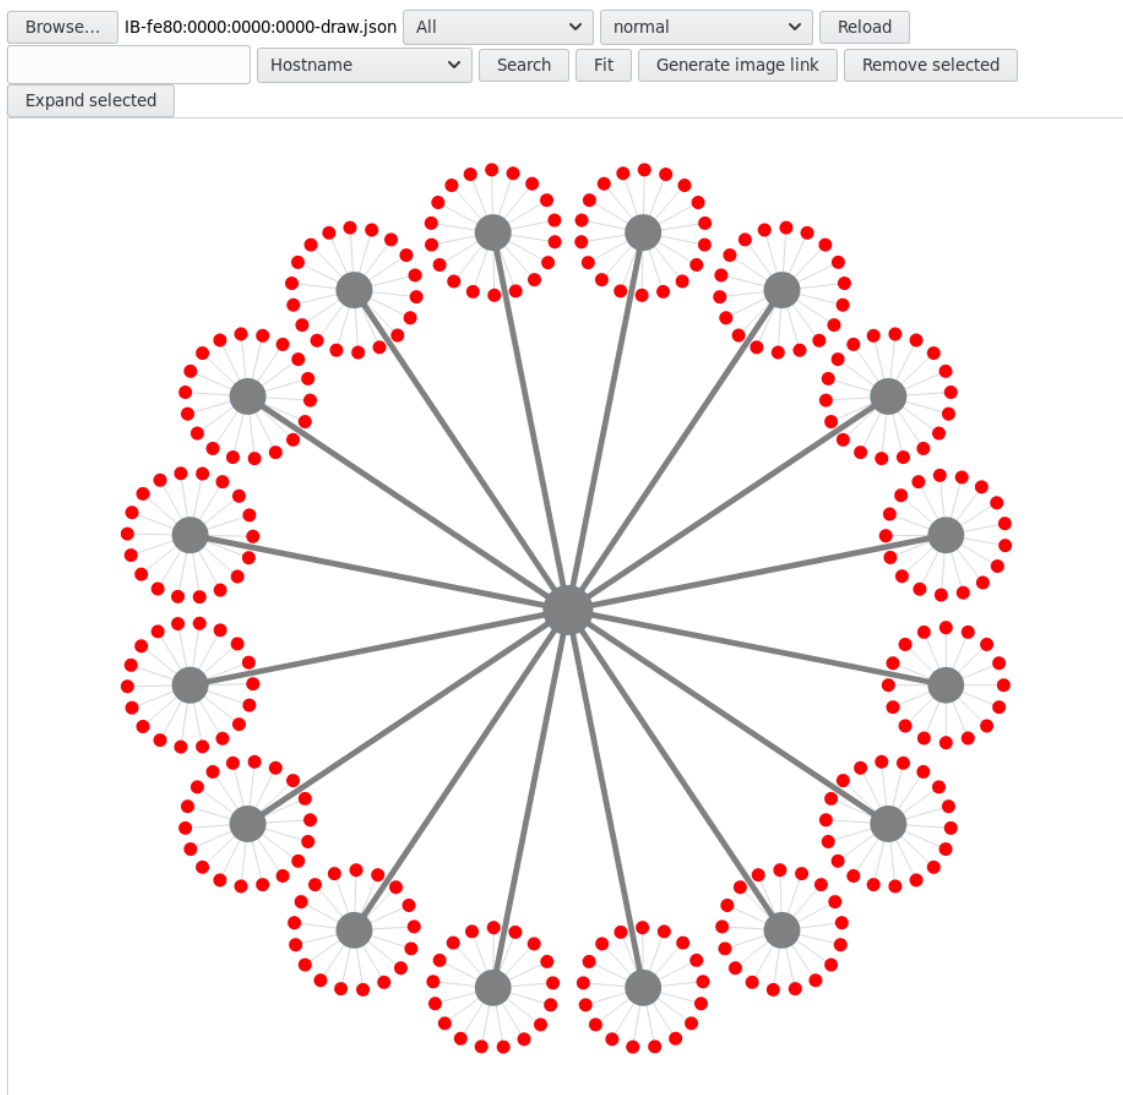 Browse... IB-fe80:0000:0000:0000-draw.json All normal Reload
Hostname Search Fit Generate image link Remove selected
Expand selected